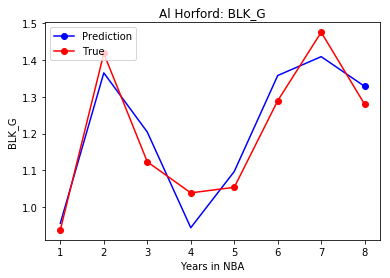 Al Horford: BLK_G
Prediction
True
BLK_G
1.5
1.4
1.3
1.2
1.1
1.0
1 2 3 4 5 6 7 8
Years in NBA